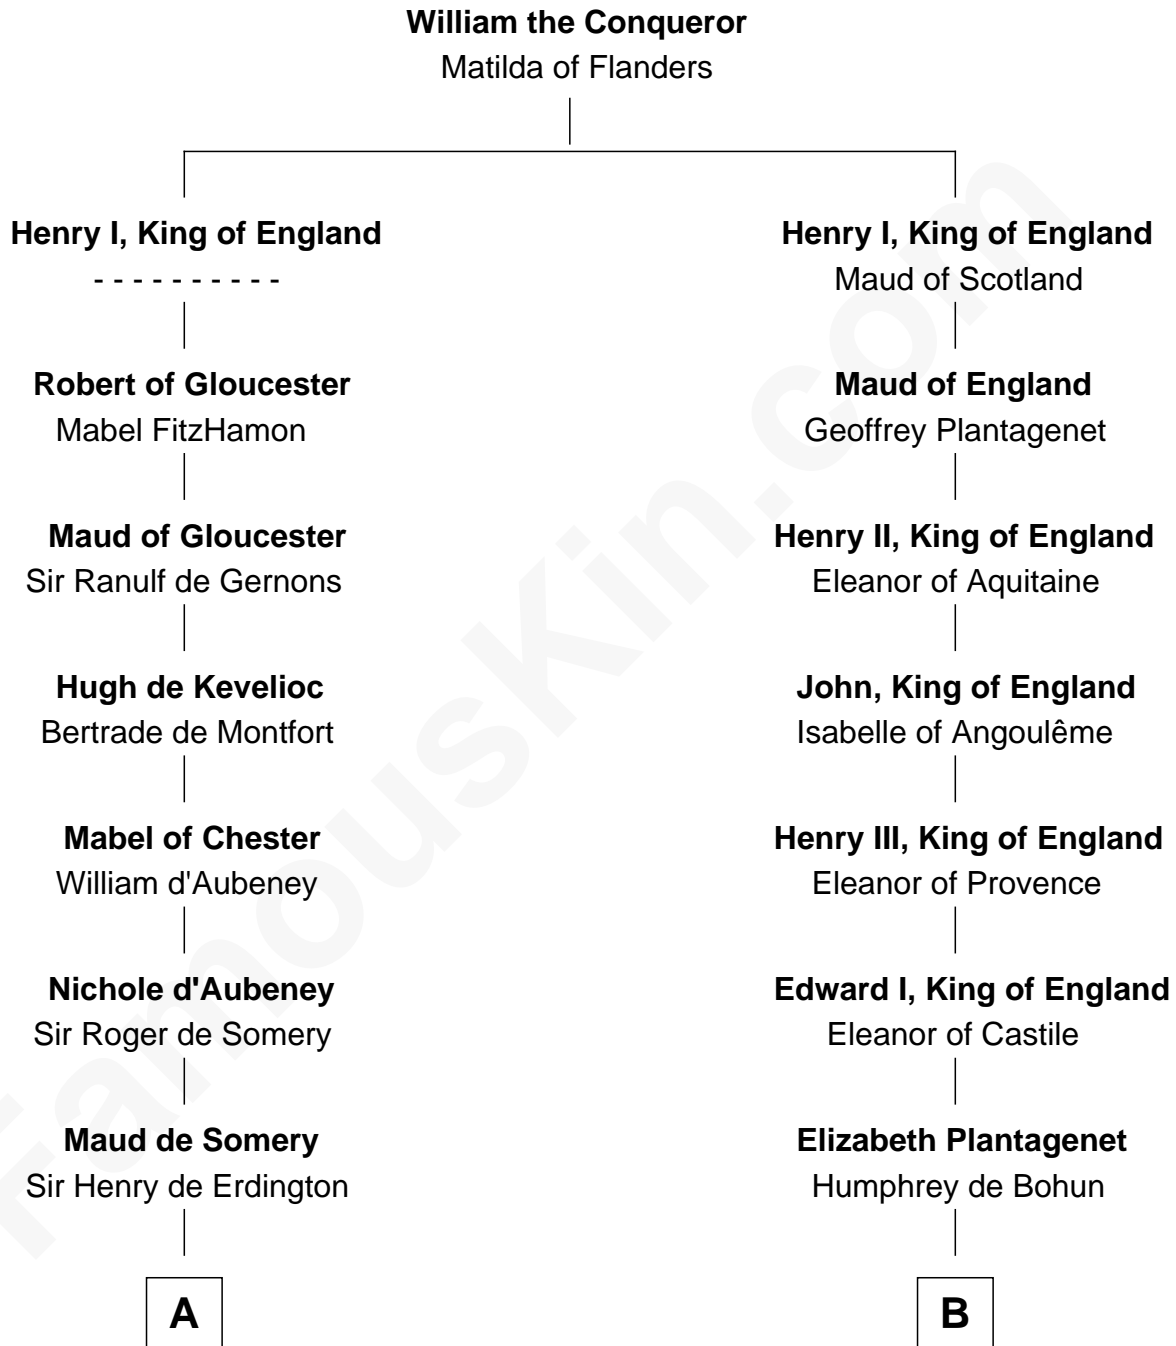 William the Conqueror
Matilda of Flanders
Henry I, King of England
- - - - - - - - - -
Robert of Gloucester
Mabel FitzHamon
Maud of Gloucester
Sir Ranulf de Gernons
Hugh de Kevelioc
Bertrade de Montfort
Mabel of Chester
William d'Aubeney
Nichole d'Aubeney
Sir Roger de Somery
Maud de Somery
Sir Henry de Erdington
A
Henry I, King of England
Maud of Scotland
Maud of England
Geoffrey Plantagenet
Henry II, King of England
Eleanor of Aquitaine
John, King of England
Isabelle of Angoulême
Henry III, King of England
Eleanor of Provence
Edward I, King of England
Eleanor of Castile
Elizabeth Plantagenet
Humphrey de Bohun
B
FamousKin.com